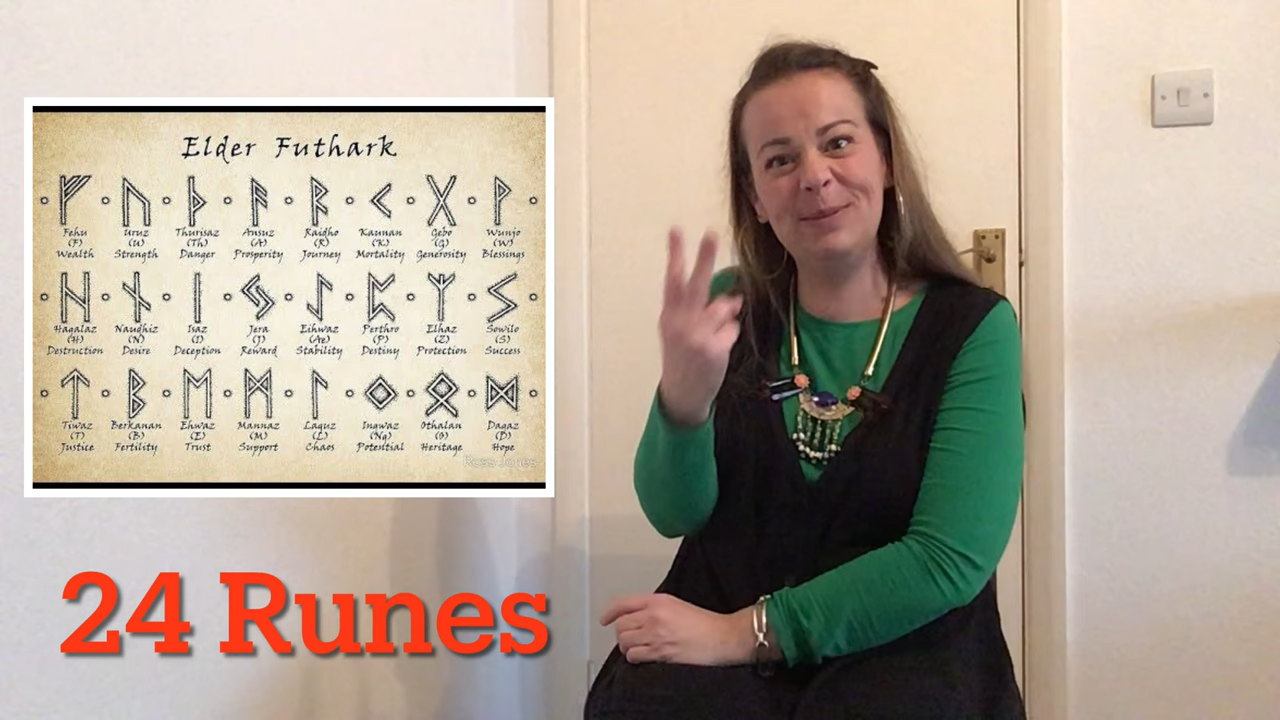 Elder Futhark
Fehu Uruz Thurisaz Ansuz Raidho Kaunan Gebo Wunjo
(F) (U) (Th) (A) (R) (K) (G) (W)
Wealth Strength Danger Prosperity Journey Mortality Generosity Blessings
Hagalaz Naudhiz Isaz Jera Eihwaz Perthro Elhaz Sowilo
(H) (N) (I) (J) (Ae) (P) (Z) (S)
Destruction Desire Deception Reward Stability Destiny Protection Success
Tiwaz Berkanan Ehwaz Mannaz Laguz Ingwaz Othalan Dagaz
(T) (B) (E) (M) (L) (Ng) (O) (D)
Justice Fertility Trust Support Chaos Potential Heritage Hope
24 Runes